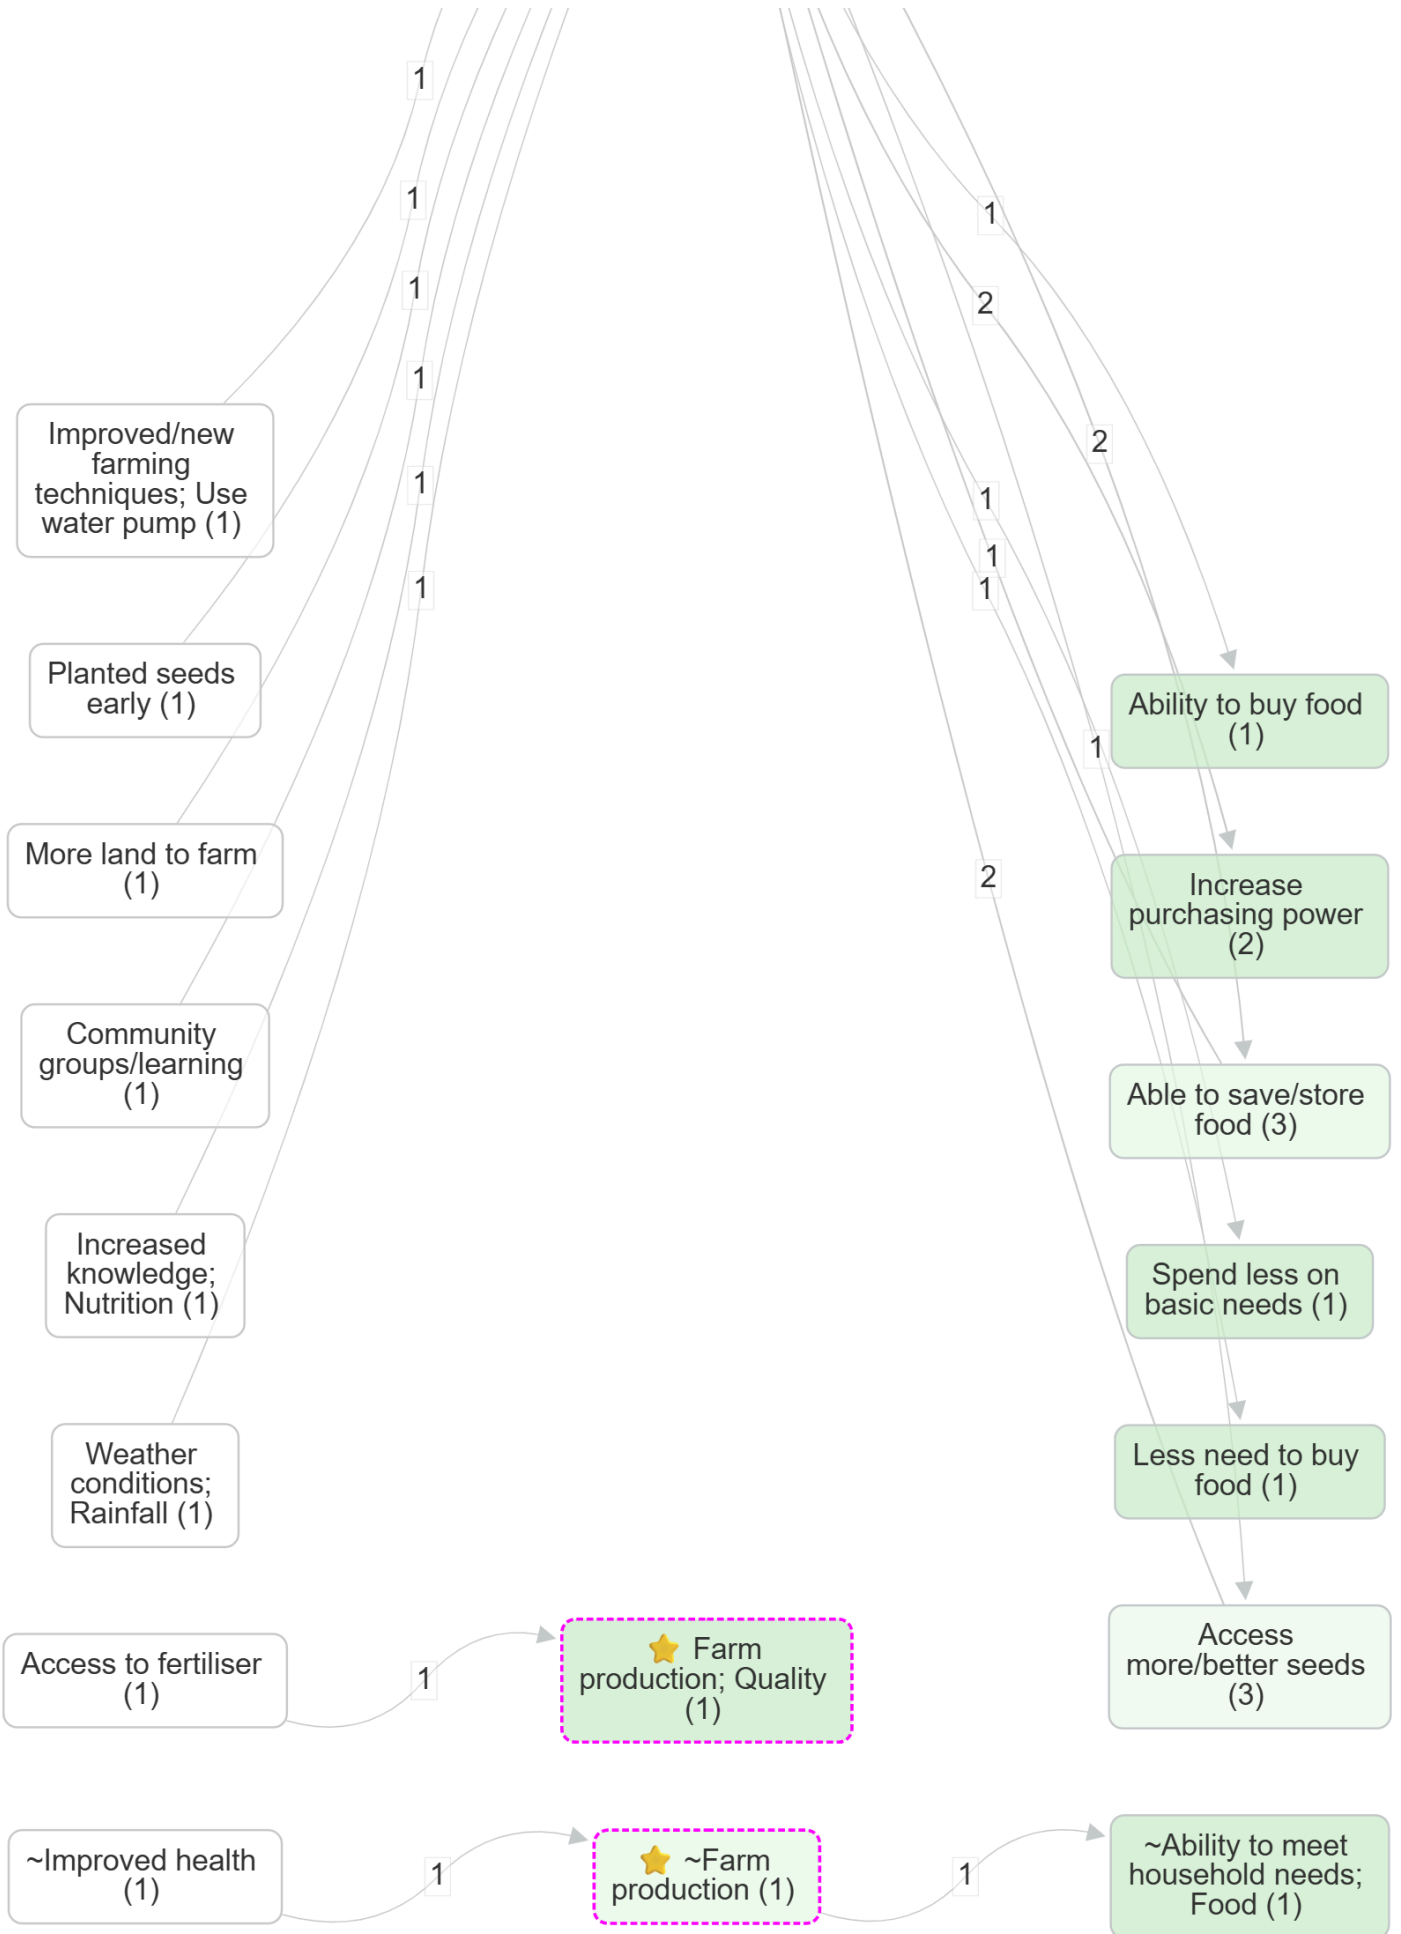 1
1
1
1
1
1
1
2
2
1
1
1
1
2
Improved/new
farming
techniques; Use
water pump (1)
Planted seeds
early (1)
More land to farm
(1)
Community
groups/learning
(1)
Increased
knowledge;
Nutrition (1)
Weather
conditions;
Rainfall (1)
Ability to buy food
(1)
Increase
purchasing power
(2)
Able to save/store
food (3)
Spend less on
basic needs (1)
Less need to buy
food (1)
Access
more/better seeds
(3)
Access to fertiliser
(1)
1
Farm
production; Quality
(1)
~Improved health
(1)
1
~Farm
production (1)
1
~Ability to meet
household needs;
Food (1)